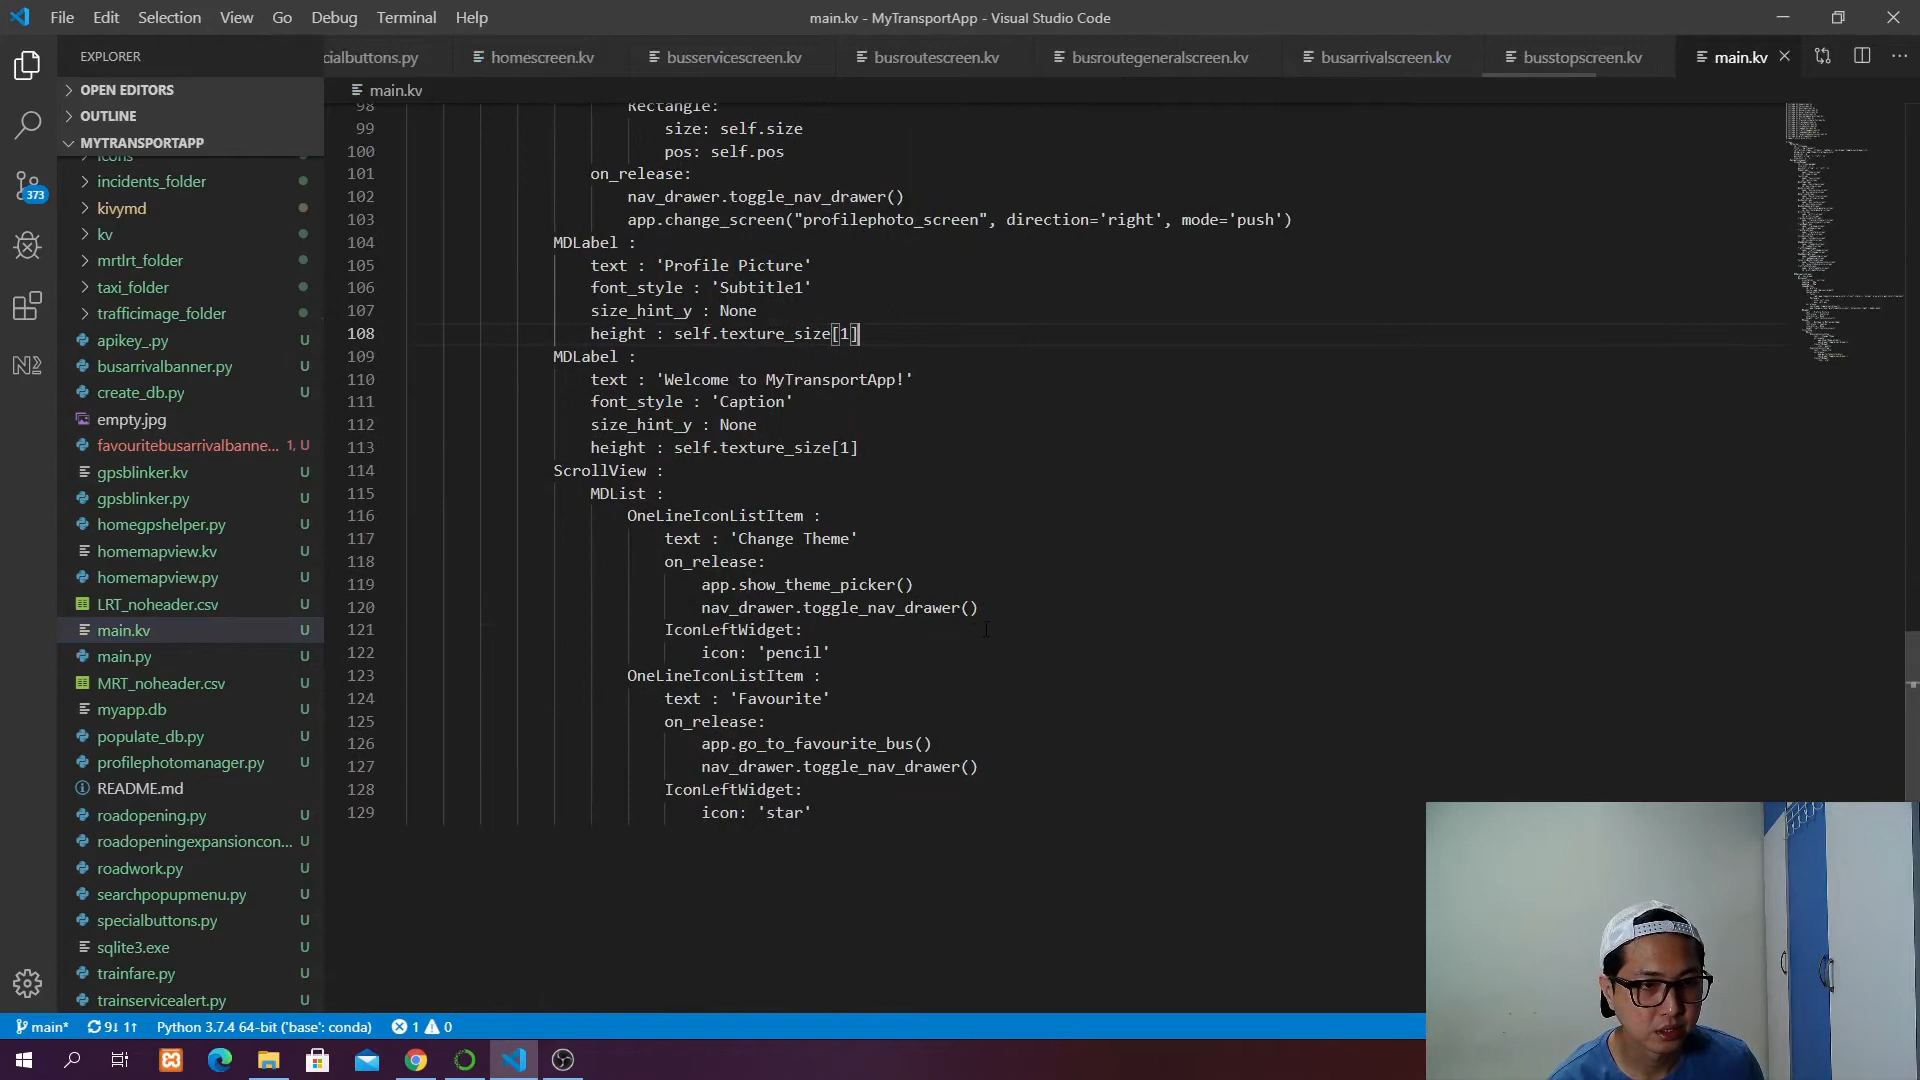 File Edit Selection View Go Debug Terminal Help
main.kv - MyTransportApp - Visual Studio Code
EXPLORER
cialbuttons.py homescreen.kv busservicescreen.kv busroutescreen.kv busroutegeneralscreen.kv busarrivalscreen.kv busstopscreen.kv main.kv
OPEN EDITORS
OUTLINE
MYTRANSPORTAPP
icons
incidents_folder
kivymd
kv
mrtlrt_folder
taxi_folder
trafficimage_folder
apikey_.py U
busarrivalbanner.py U
create_db.py U
empty.jpg
favouritebusarrivalbanne... 1, U
gpsblinker.kv U
gpsblinker.py U
homegpshelper.py U
homemapview.kv U
homemapview.py U
LRT_noheader.csv U
main.kv U
main.py U
MRT_noheader.csv U
myapp.db U
populate_db.py U
profilephotomanager.py U
README.md
roadopening.py U
roadopeningexpansioncon... U
roadwork.py U
searchpopupmenu.py U
specialbuttons.py U
sqlite3.exe U
trainfare.py U
trainservicealert.py U
373
main.kv
98 Rectangle:
99 size: self.size
100 pos: self.pos
101 on_release:
102 nav_drawer.toggle_nav_drawer()
103 app.change_screen("profilephoto_screen", direction='right', mode='push')
104 MDLabel :
105 text : 'Profile Picture'
106 font_style : 'Subtitle1'
107 size_hint_y : None
108 height : self.texture_size[1]
109 MDLabel :
110 text : 'Welcome to MyTransportApp!'
111 font_style : 'Caption'
112 size_hint_y : None
113 height : self.texture_size[1]
114 ScrollView :
115 MDList :
116 OneLineIconListItem :
117 text : 'Change Theme'
118 on_release:
119 app.show_theme_picker()
120 nav_drawer.toggle_nav_drawer()
121 IconLeftWidget:
122 icon: 'pencil'
123 OneLineIconListItem :
124 text : 'Favourite'
125 on_release:
126 app.go_to_favourite_bus()
127 nav_drawer.toggle_nav_drawer()
128 IconLeftWidget:
129 icon: 'star'
main* 9↓ 1↑ Python 3.7.4 64-bit ('base': conda) 1 0